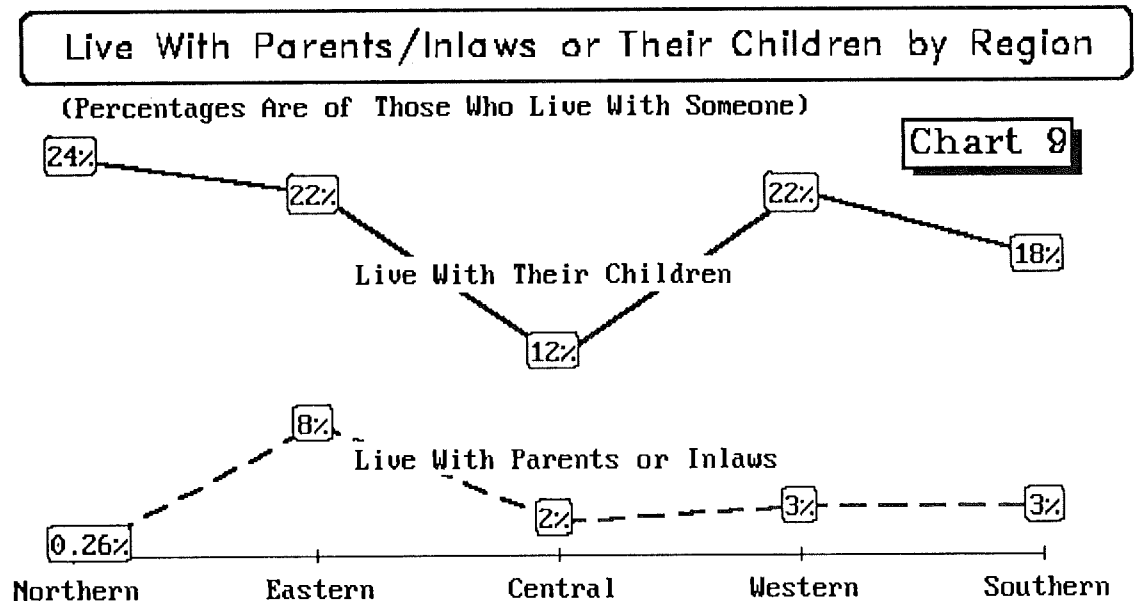 Live With Parents/Inlaws or Their Children by Region
(Percentages Are of Those Who Live With Someone)
Chart 9
24%
22%
22%
18%
Live With Their Children
12%
8%
Live With Parents or Inlaws
0.26%
2%
3%
3%
Northern Eastern Central Western Southern